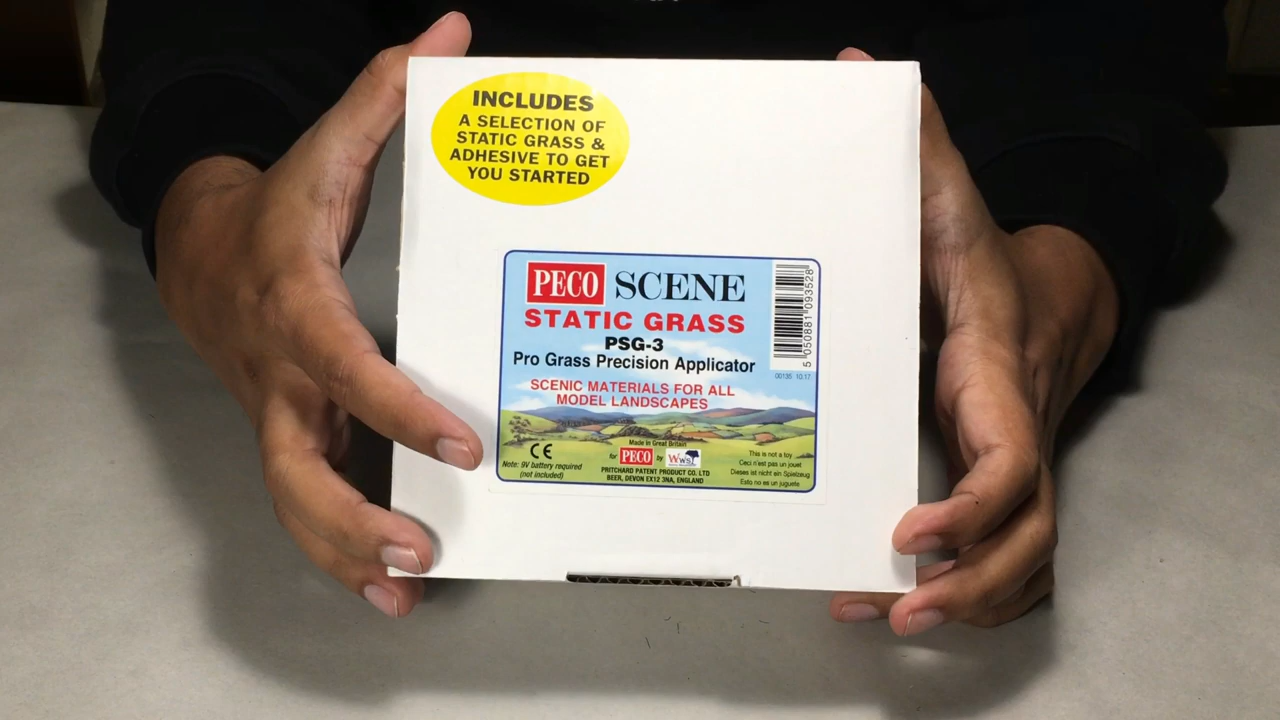 INCLUDES
A SELECTION OF
STATIC GRASS &
ADHESIVE TO GET
YOU STARTED
PECO SCENE
STATIC GRASS
PSG-3
Pro Grass Precision Applicator
SCENIC MATERIALS FOR ALL
MODEL LANDSCAPES
5 050881 093528
00135 10.17
CE
Note: 9V battery required
(not included)
Made in Great Britain
for PECO by WWS
PRITCHARD PATENT PRODUCT CO. LTD
BEER, DEVON EX12 3NA, ENGLAND
This is not a toy
Ceci n'est pas un jouet
Dieses ist nicht ein Spielzeug
Esto no es un juguete